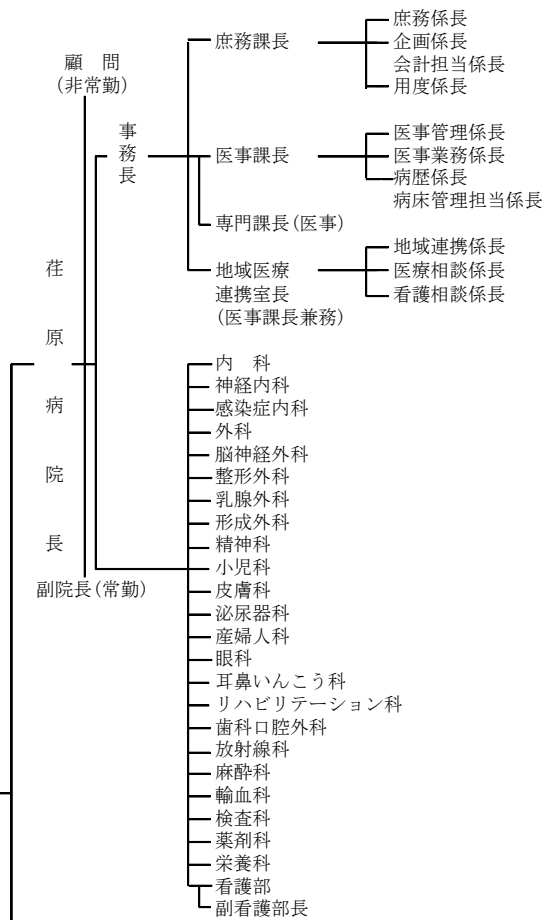 顧　問
(非常勤)
荏原病院長
副院長(常勤)
事務長
庶務課長
庶務係長
企画係長
会計担当係長
用度係長
医事課長
医事管理係長
医事業務係長
病歴係長
病床管理担当係長
専門課長(医事)
地域医療
連携室長
(医事課長兼務)
地域連携係長
医療相談係長
看護相談係長
内　科
神経内科
感染症内科
外科
脳神経外科
整形外科
乳腺外科
形成外科
精神科
小児科
皮膚科
泌尿器科
産婦人科
眼科
耳鼻いんこう科
リハビリテーション科
歯科口腔外科
放射線科
麻酔科
輸血科
検査科
薬剤科
栄養科
看護部
副看護部長